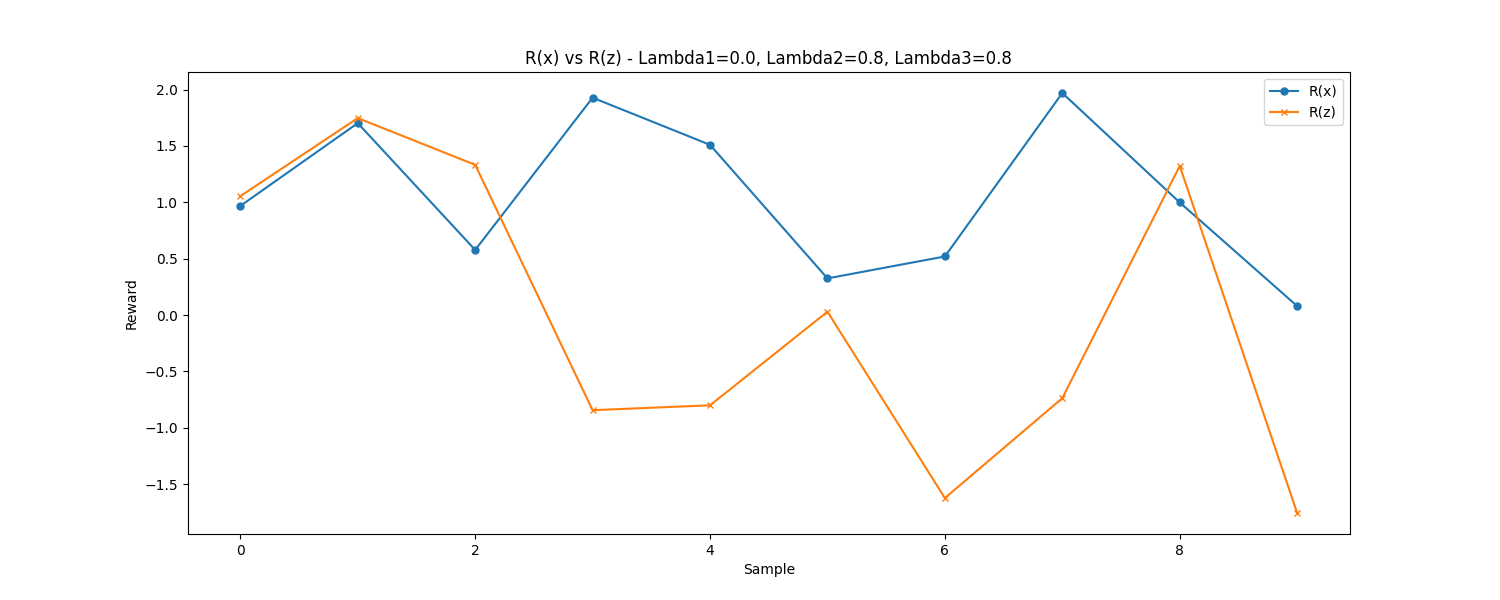 R(x) vs R(z) - Lambda1=0.0, Lambda2=0.8, Lambda3=0.8
R(x)
R(z)
Reward
2.0
1.5
1.0
0.5
0.0
−0.5
−1.0
−1.5
0 2 4 6 8
Sample